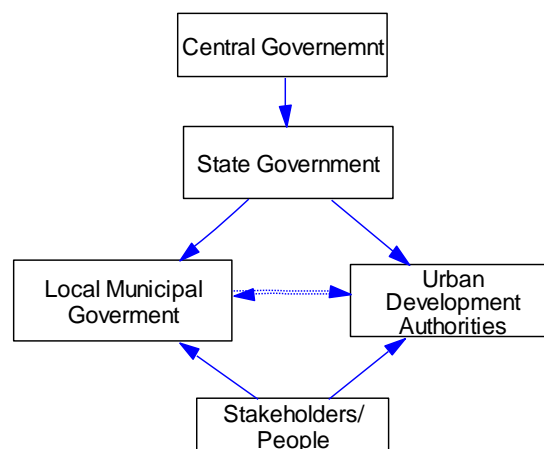 Central Governemnt
State Government
Local Municipal
Goverment
Urban
Development
Authorities
Stakeholders/
People